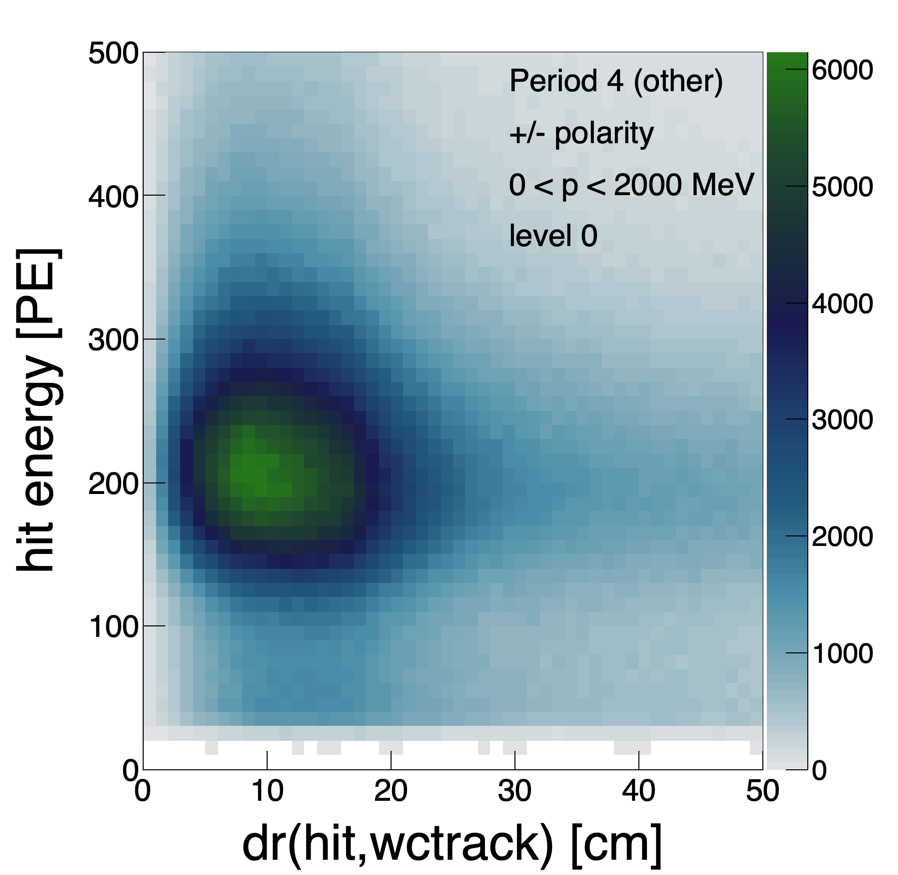 500
400
300
200
100
0
hit energy [PE]
Period 4 (other)
+/- polarity
0 < p < 2000 MeV
level 0
6000
5000
4000
3000
2000
1000
0
0 10 20 30 40 50
dr(hit,wctrack) [cm]